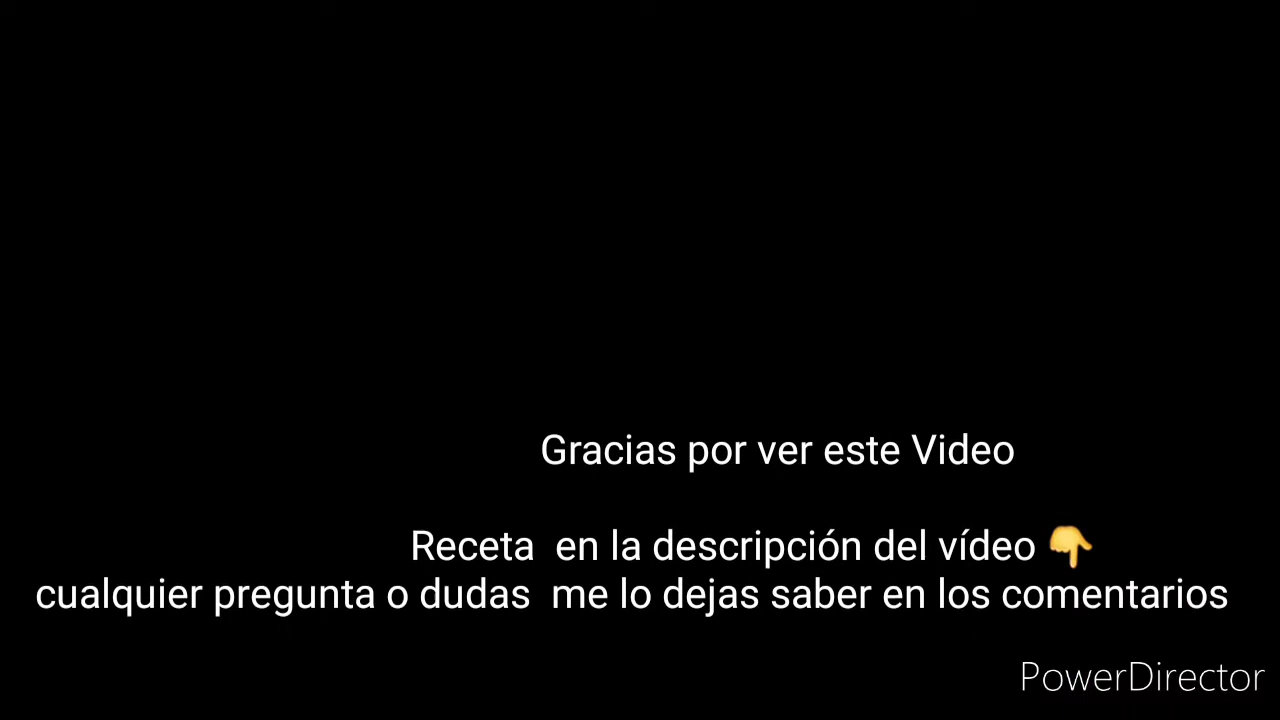 Gracias por ver este Video
Receta en la descripción del vídeo 👇
cualquier pregunta o dudas me lo dejas saber en los comentarios
PowerDirector